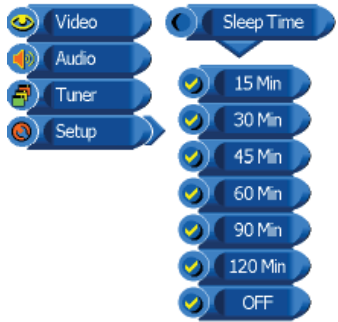 Video
Audio
Tuner
Setup
Sleep Time
15 Min
30 Min
45 Min
60 Min
90 Min
120 Min
OFF